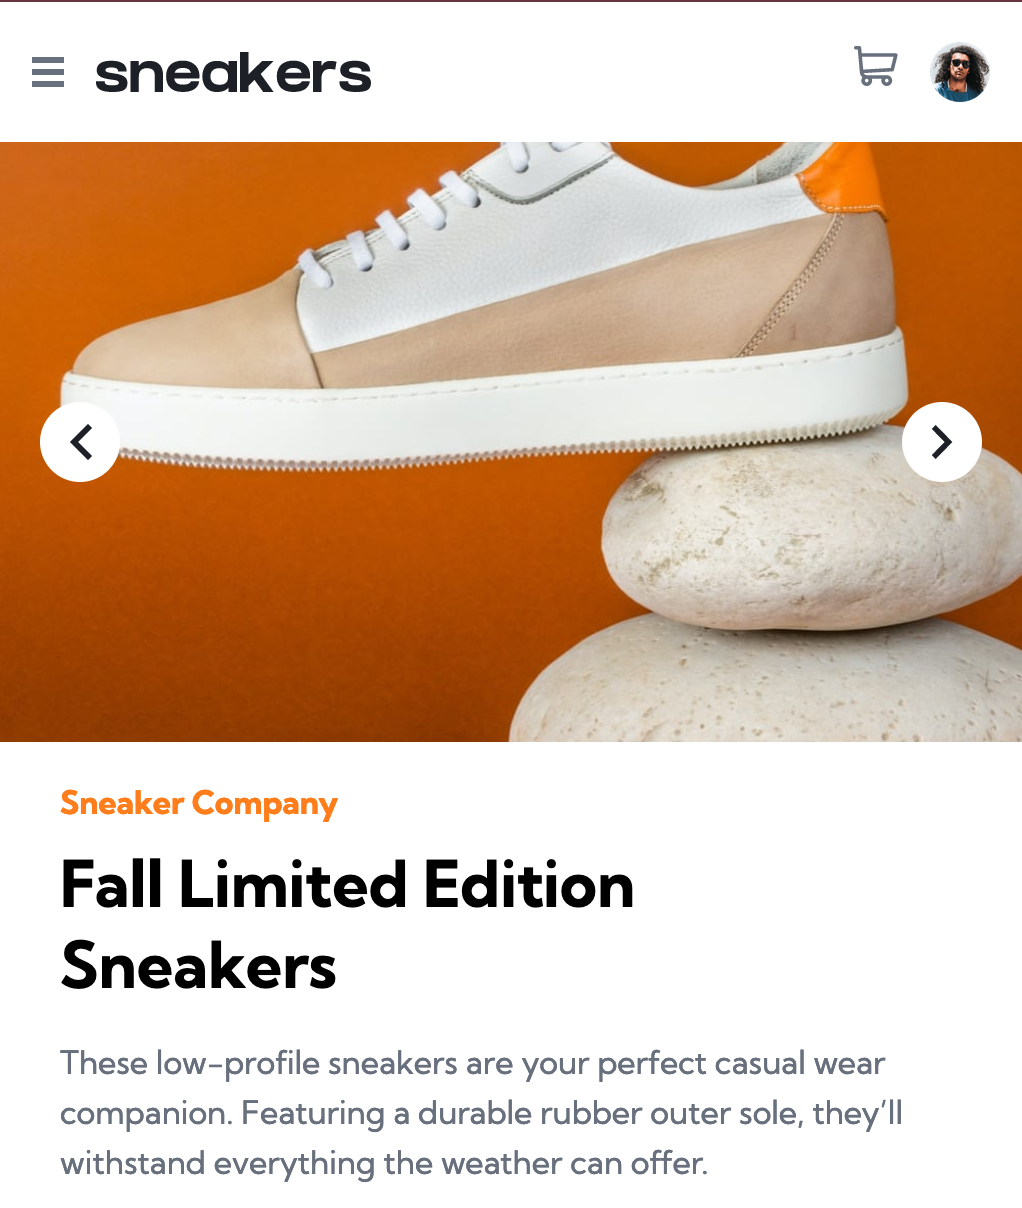 sneakers
Sneaker Company
Fall Limited Edition
Sneakers
These low-profile sneakers are your perfect casual wear
companion. Featuring a durable rubber outer sole, they’ll
withstand everything the weather can offer.